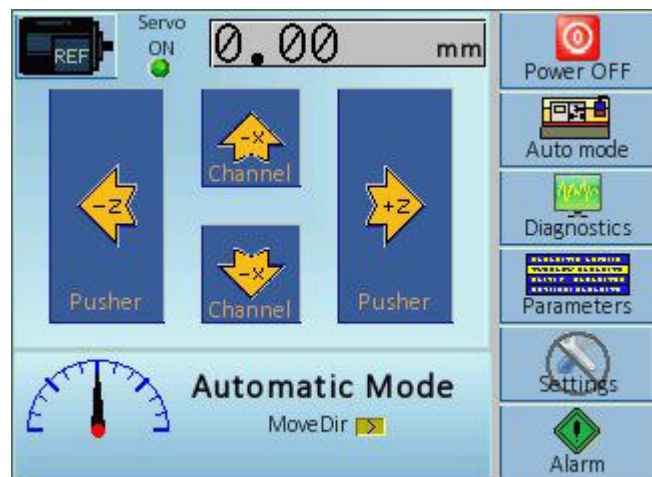 REF
Servo
ON
0.00 mm
Power OFF
-X
Channel
Auto mode
-Z
+Z
Diagnostics
-X
Pusher
Channel
Pusher
Parameters
Automatic Mode
Settings
MoveDir >
Alarm